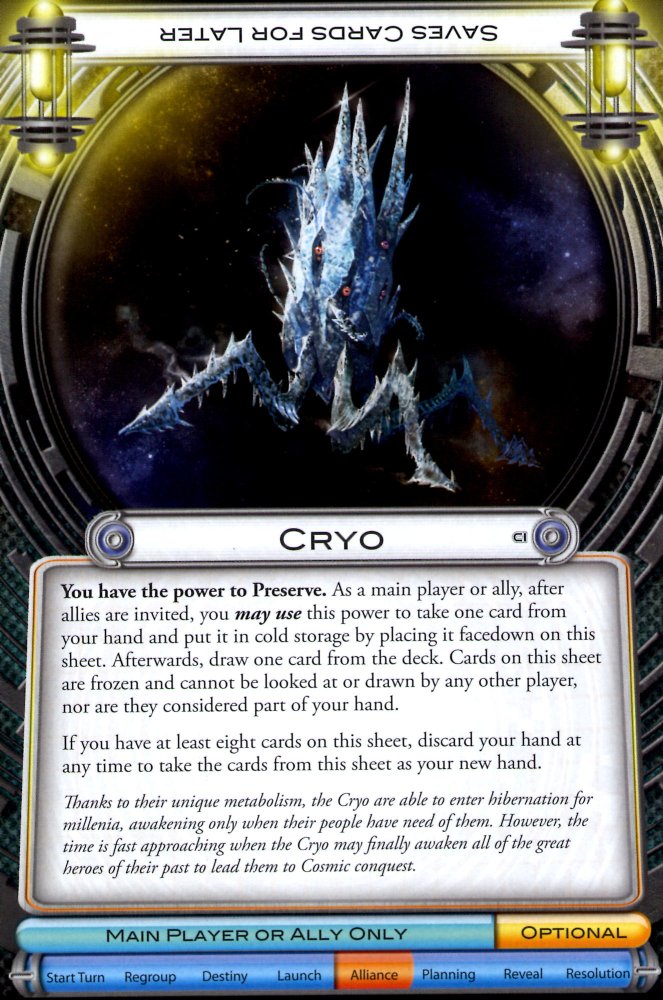 Saves Cards for Later
Cryo
CI
You have the power to Preserve. As a main player or ally, after
allies are invited, you may use this power to take one card from
your hand and put it in cold storage by placing it facedown on this
sheet. Afterwards, draw one card from the deck. Cards on this sheet
are frozen and cannot be looked at or drawn by any other player,
nor are they considered part of your hand.
If you have at least eight cards on this sheet, discard your hand at
any time to take the cards from this sheet as your new hand.
Thanks to their unique metabolism, the Cryo are able to enter hibernation for
millenia, awakening only when their people have need of them. However, the
time is fast approaching when the Cryo may finally awaken all of the great
heroes of their past to lead them to Cosmic conquest.
Main Player or Ally Only
Optional
Start Turn Regroup Destiny Launch Alliance Planning Reveal Resolution